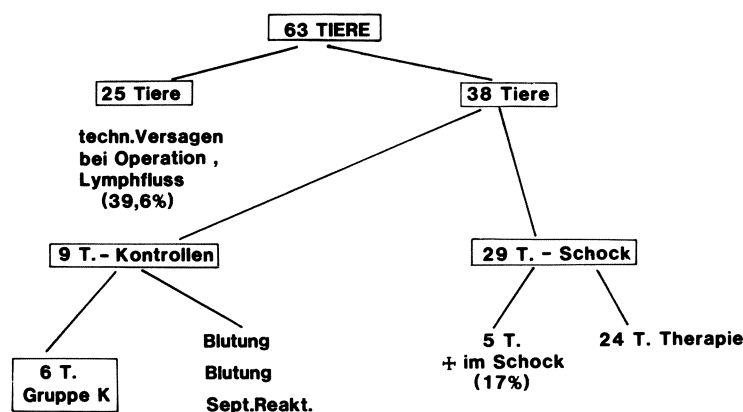 63 TIERE
25 Tiere
38 Tiere
techn.Versagen
bei Operation ,
Lymphfluss
(39,6%)
9 T.- Kontrollen
29 T. - Schock
6 T.
Gruppe K
Blutung
Blutung
Sept.Reakt.
5 T.
☩ im Schock
(17%)
24 T. Therapie